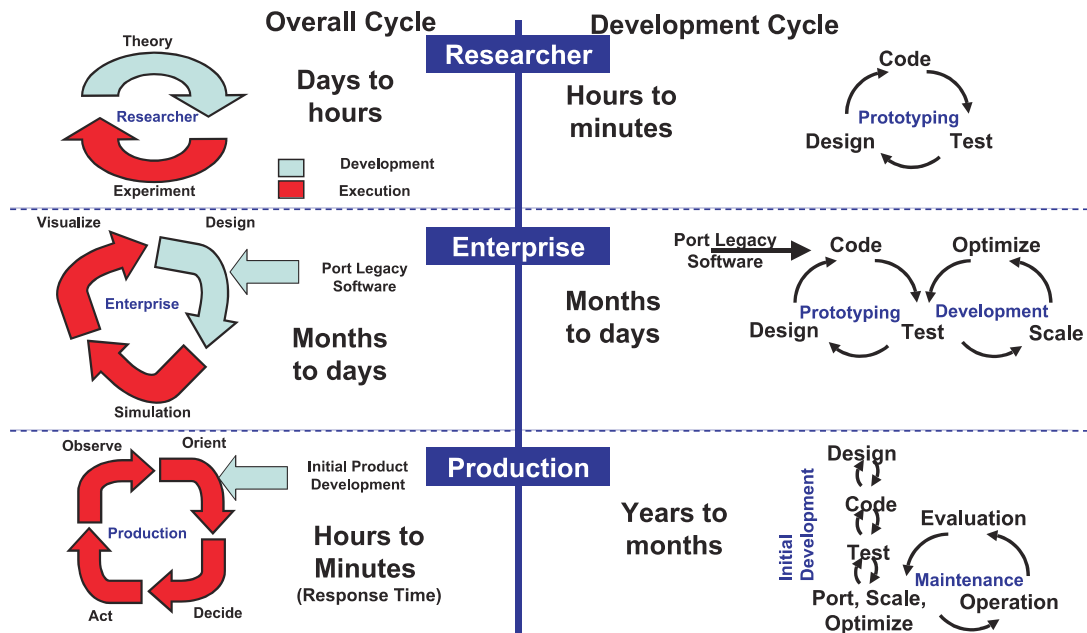 Overall Cycle
Development Cycle
Researcher
Theory
Researcher
Experiment
Days to
hours
Development
Execution
Hours to
minutes
Code
Prototyping
Design
Test
Enterprise
Visualize
Design
Enterprise
Port Legacy
Software
Simulation
Months
to days
Months
to days
Port Legacy
Software
Code
Optimize
Prototyping
Development
Design
Test
Scale
Production
Observe
Orient
Production
Initial Product
Development
Act
Decide
Hours to
Minutes
(Response Time)
Years to
months
Initial
Development
Design
Code
Test
Port, Scale,
Optimize
Evaluation
Maintenance
Operation